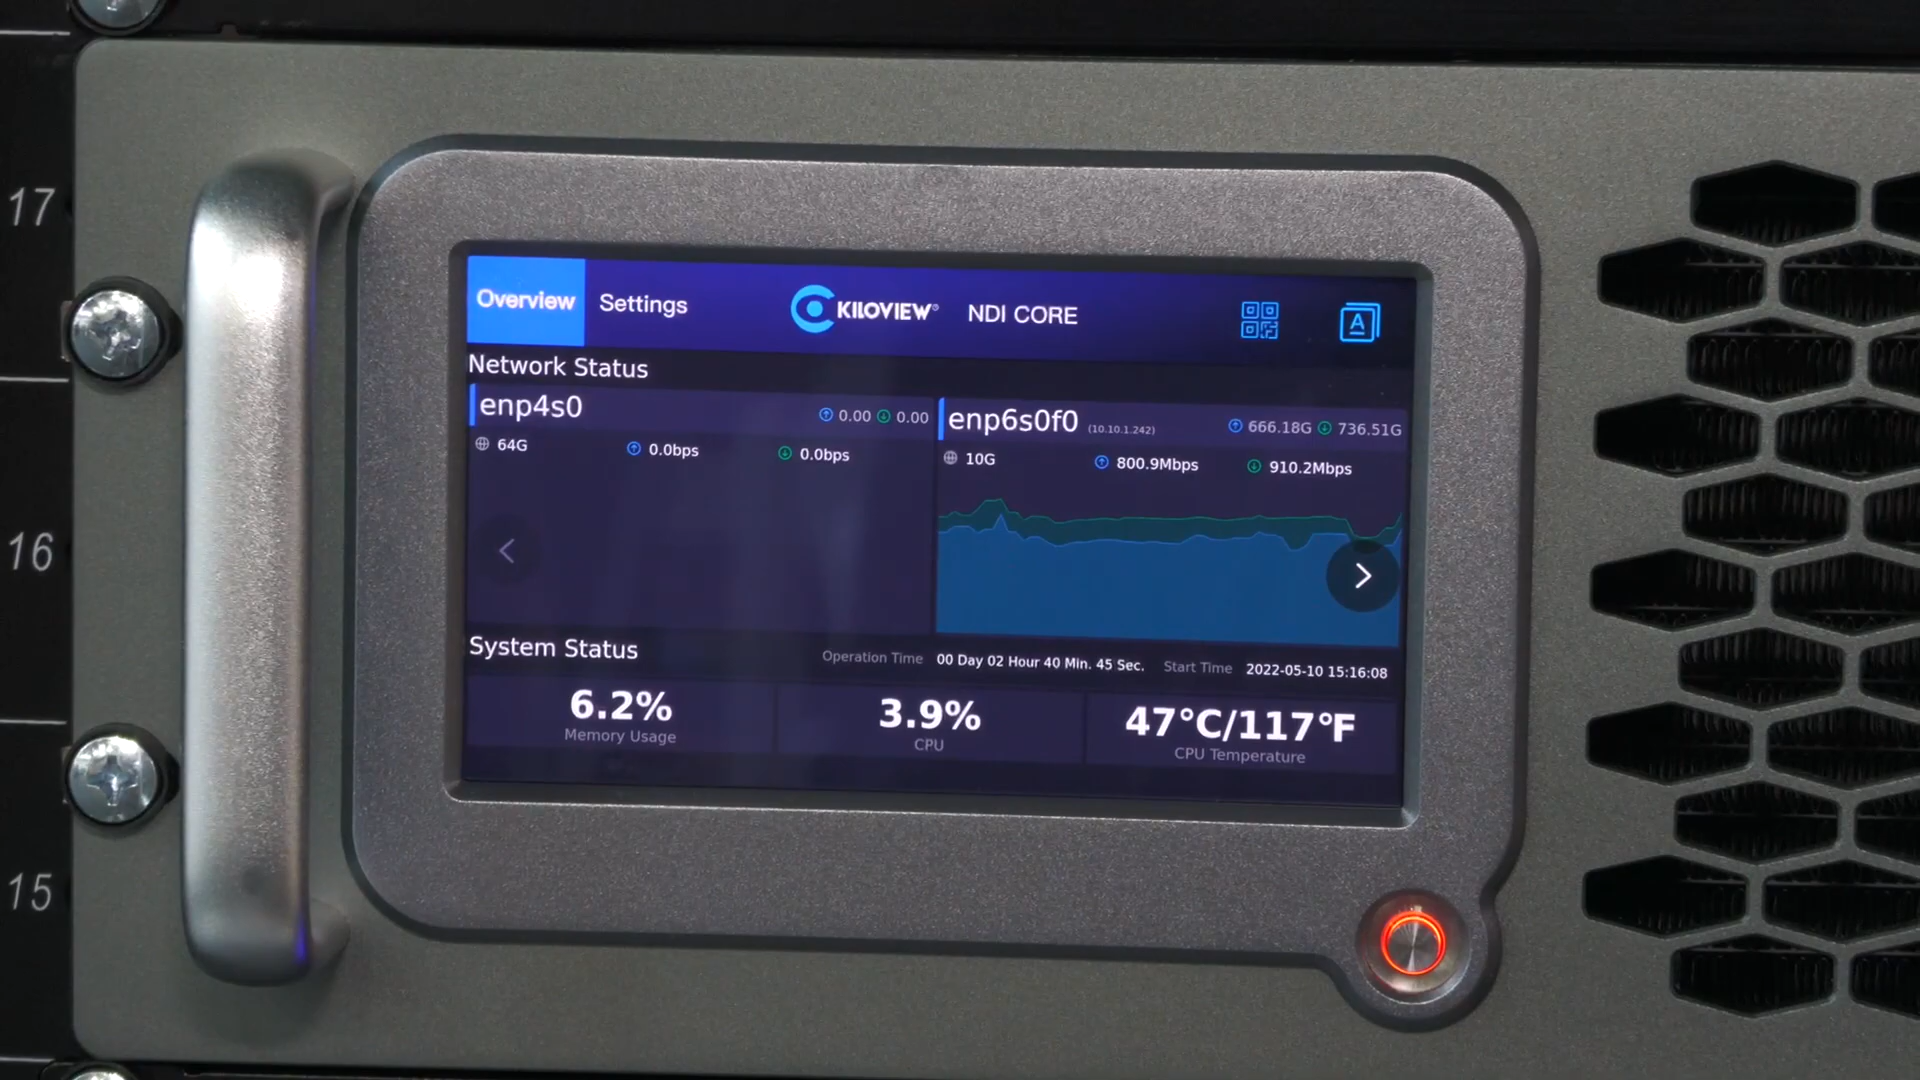 17
16
15
Overview Settings KILOVIEW® NDI CORE A
Network Status
enp4s0 0.00 0.00
64G 0.0bps 0.0bps
enp6s0f0 (10.10.1.242) 666.18G 736.51G
10G 800.9Mbps 910.2Mbps
System Status Operation Time 00 Day 02 Hour 40 Min. 45 Sec. Start Time 2022-05-10 15:16:08
6.2%
Memory Usage
3.9%
CPU
47°C/117°F
CPU Temperature